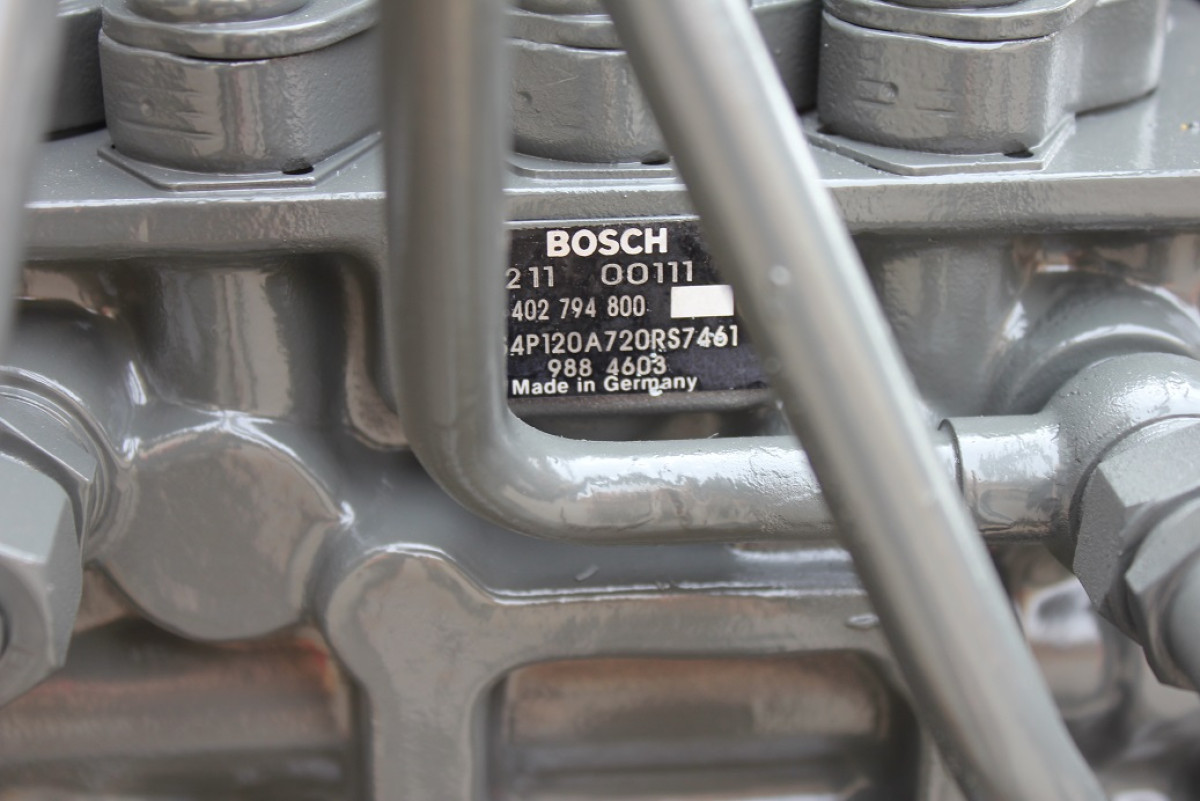 BOSCH
211 00111
402 794 800
4P120A720RS7461
988 4603
Made in Germany